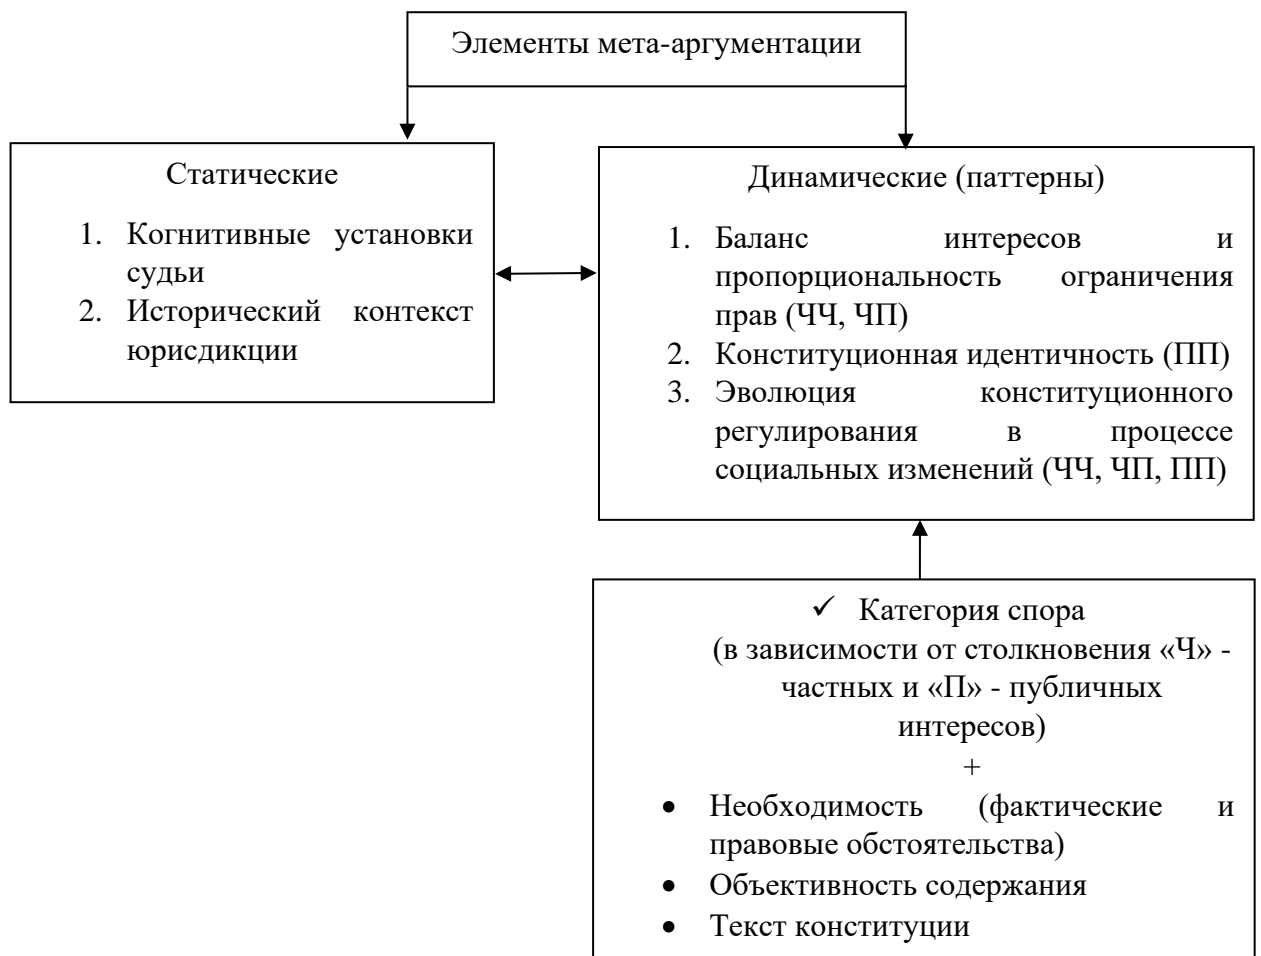 Элементы мета-аргументации
Статические
1. Когнитивные установки
судьи
2. Исторический контекст
юрисдикции
Динамические (паттерны)
1. Баланс интересов и
пропорциональность ограничения
прав (ЧЧ, ЧП)
2. Конституционная идентичность (ПП)
3. Эволюция конституционного
регулирования в процессе
социальных изменений (ЧЧ, ЧП, ПП)
✓ Категория спора
(в зависимости от столкновения «Ч» -
частных и «П» - публичных
интересов)
+
• Необходимость (фактические и
правовые обстоятельства)
• Объективность содержания
• Текст конституции